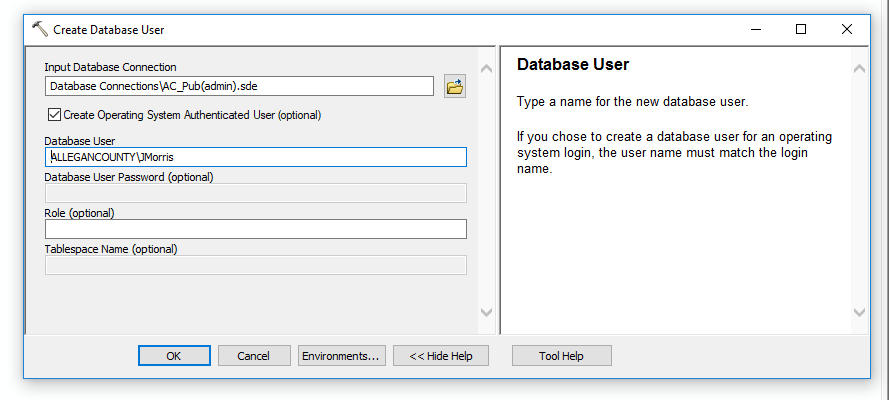 Create Database User
Input Database Connection
Database Connections\AC_Pub(admin).sde
Create Operating System Authenticated User (optional)
Database User
ALLEGANCOUNTY\JMorris
Database User Password (optional)
Role (optional)
Tablespace Name (optional)
Database User
Type a name for the new database user.
If you chose to create a database user for an operating
system login, the user name must match the login
name.
OK
Cancel
Environments...
<< Hide Help
Tool Help